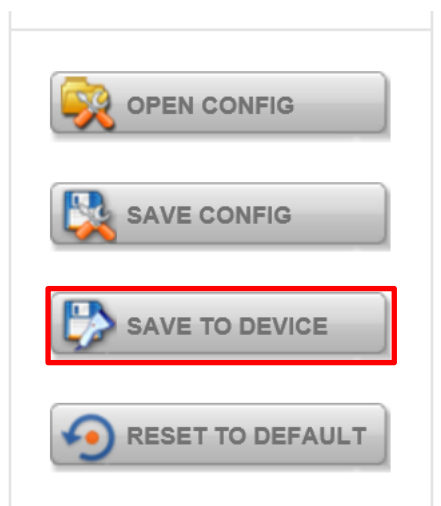 OPEN CONFIG
SAVE CONFIG
SAVE TO DEVICE
RESET TO DEFAULT